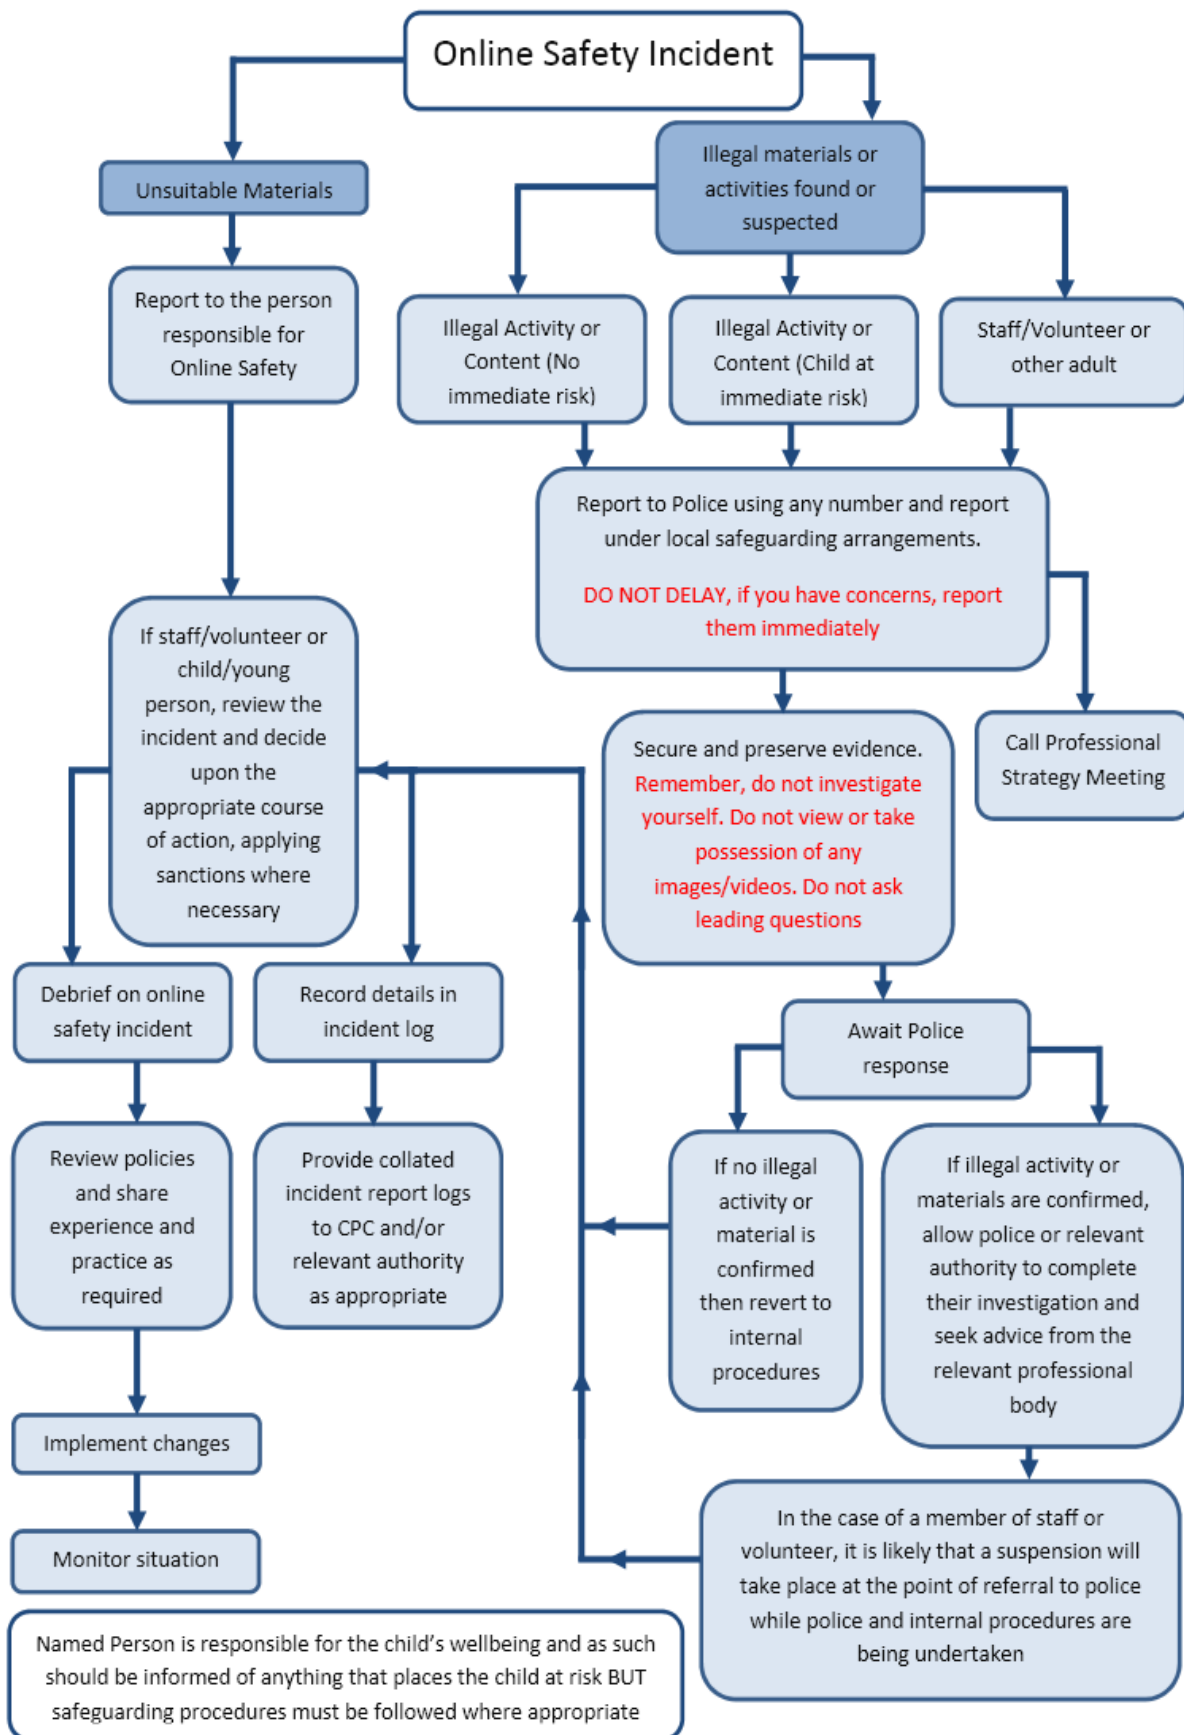 Online Safety Incident
Unsuitable Materials
Illegal materials or
activities found or
suspected
Report to the person
responsible for
Online Safety
Illegal Activity or
Content (No
immediate risk)
Illegal Activity or
Content (Child at
immediate risk)
Staff/Volunteer or
other adult
Report to Police using any number and report
under local safeguarding arrangements.
DO NOT DELAY, if you have concerns, report
them immediately
If staff/volunteer or
child/young
person, review the
incident and decide
upon the
appropriate course
of action, applying
sanctions where
necessary
Secure and preserve evidence.
Remember, do not investigate
yourself. Do not view or take
possession of any
images/videos. Do not ask
leading questions
Call Professional
Strategy Meeting
Debrief on online
safety incident
Record details in
incident log
Await Police
response
Review policies
and share
experience and
practice as
required
Provide collated
incident report logs
to CPC and/or
relevant authority
as appropriate
If no illegal
activity or
material is
confirmed
then revert to
internal
procedures
If illegal activity or
materials are confirmed,
allow police or relevant
authority to complete
their investigation and
seek advice from the
relevant professional
body
Implement changes
Monitor situation
In the case of a member of staff or
volunteer, it is likely that a suspension will
take place at the point of referral to police
while police and internal procedures are
being undertaken
Named Person is responsible for the child’s wellbeing and as such
should be informed of anything that places the child at risk BUT
safeguarding procedures must be followed where appropriate